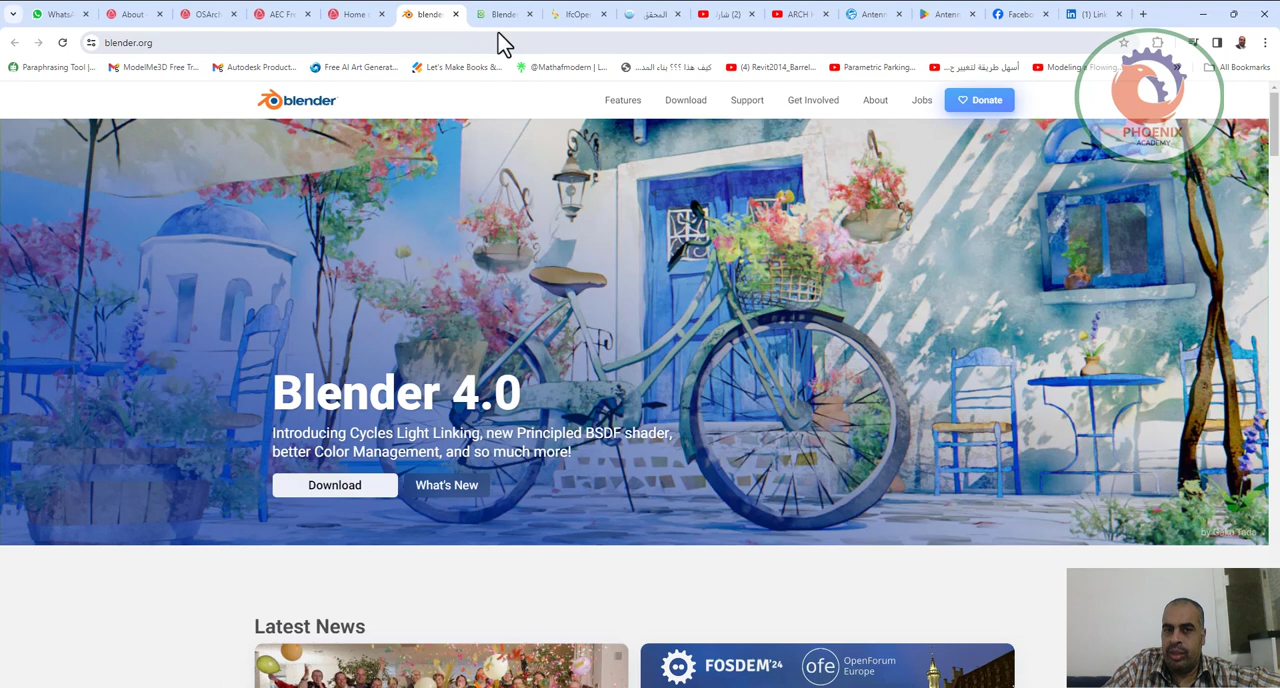 WhatsA
About
OSArch
AEC Fr
Home
blende
Blende
IfcOper
المحقق
(2) شار
ARCH
Antenn
Antenn
Facebo
(1) Link
blender.org
Paraphrasing Tool |...
ModelMe3D Free Tr...
Autodesk Product...
Free AI Art Generat...
Let's Make Books &...
@Mathafmodern | L...
كيف هذا ؟؟؟ بناء المد...
(4) Revit2014_Barrel...
Parametric Parking...
أسهل طريقة لتغيير ح...
Modeling a Flowing
All Bookmarks
blender
Features
Download
Support
Get Involved
About
Jobs
Donate
PHOENIX
ACADEMY
Blender 4.0
Introducing Cycles Light Linking, new Principled BSDF shader,
better Color Management, and so much more!
Download
What's New
Latest News
FOSDEM'24
ofe
OpenForum
Europe